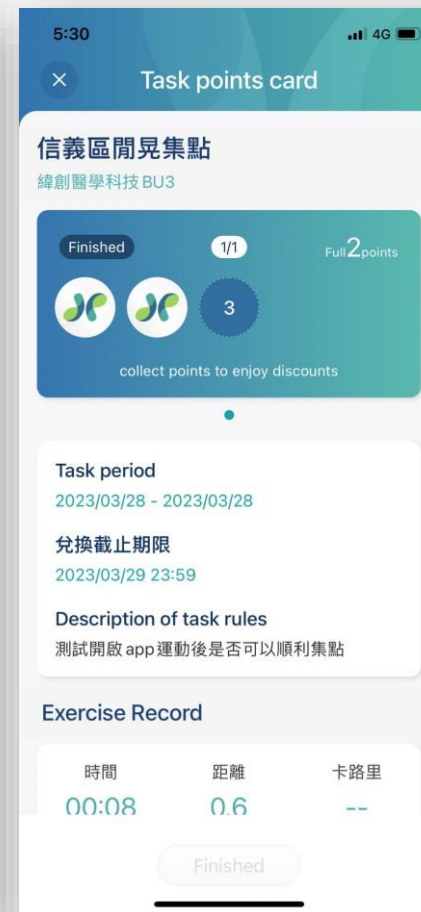 5:30
4G
Task points card
信義區閒晃集點
緯創醫學科技 BU3
Finished
1/1
Full 2 points
3
collect points to enjoy discounts
Task period
2023/03/28 - 2023/03/28
兌換截止期限
2023/03/29 23:59
Description of task rules
測試開啟 app 運動後是否可以順利集點
Exercise Record
時間 距離 卡路里
00:08 0.6 --
Finished